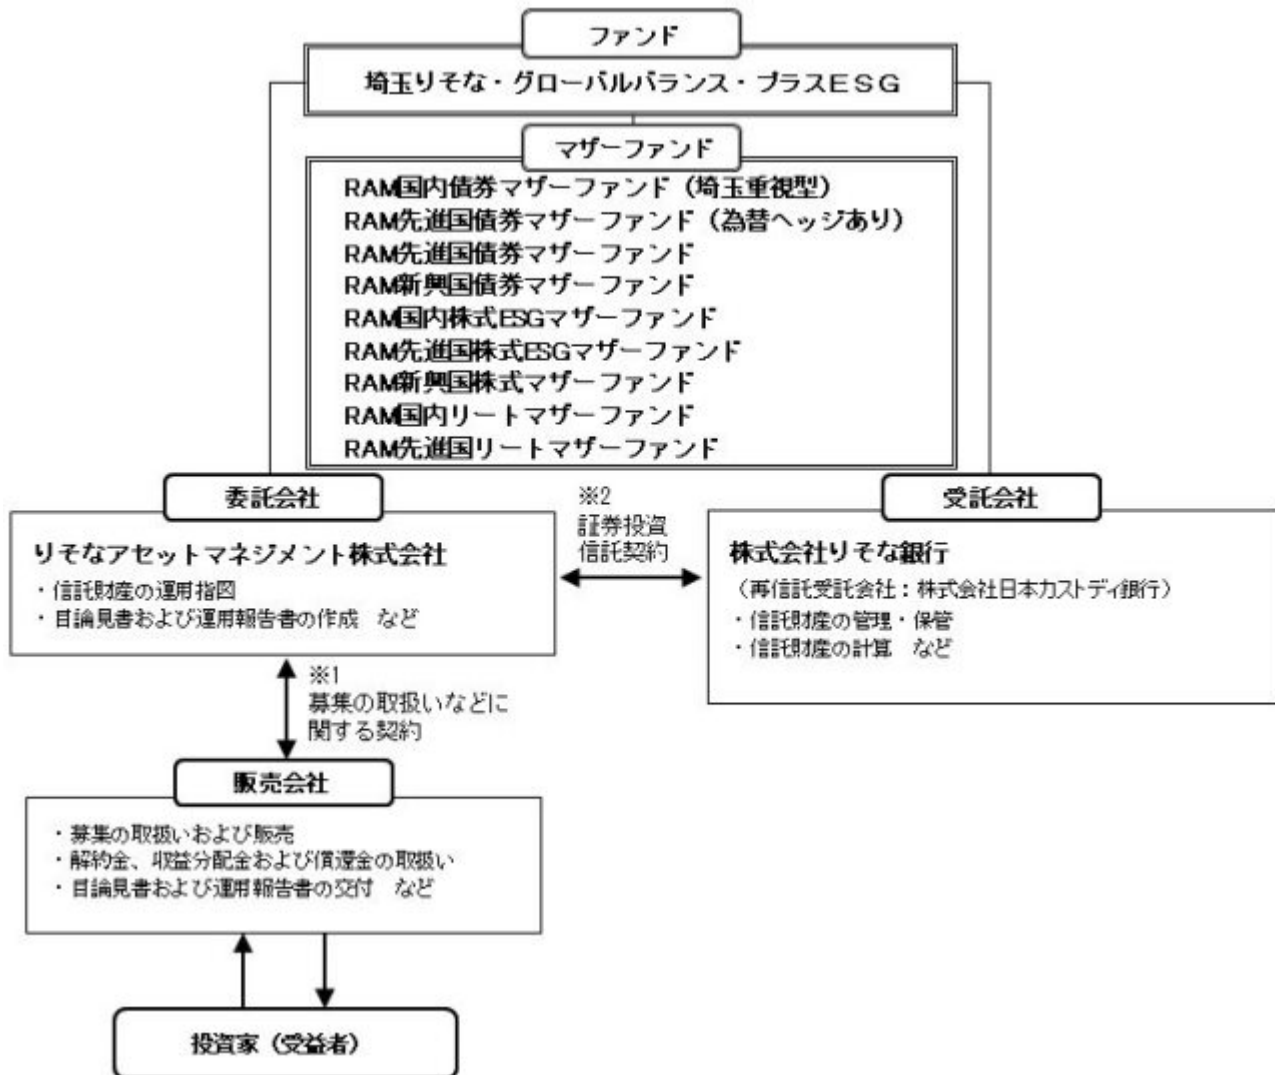 ファンド
埼玉りそな・グローバルバランス・プラスESG
マザーファンド
RAM国内債券マザーファンド（埼玉重視型）
RAM先進国債券マザーファンド（為替ヘッジあり）
RAM先進国債券マザーファンド
RAM新興国債券マザーファンド
RAM国内株式ESGマザーファンド
RAM先進国株式ESGマザーファンド
RAM新興国株式マザーファンド
RAM国内リートマザーファンド
RAM先進国リートマザーファンド
委託会社
りそなアセットマネジメント株式会社
・信託財産の運用指図
・目論見書および運用報告書の作成　など
※2
証券投資
信託契約
受託会社
株式会社りそな銀行
（再信託受託会社：株式会社日本カストディ銀行）
・信託財産の管理・保管
・信託財産の計算　など
※1
募集の取扱いなどに
関する契約
販売会社
・募集の取扱いおよび販売
・解約金、収益分配金および償還金の取扱い
・目論見書および運用報告書の交付　など
投資家（受益者）